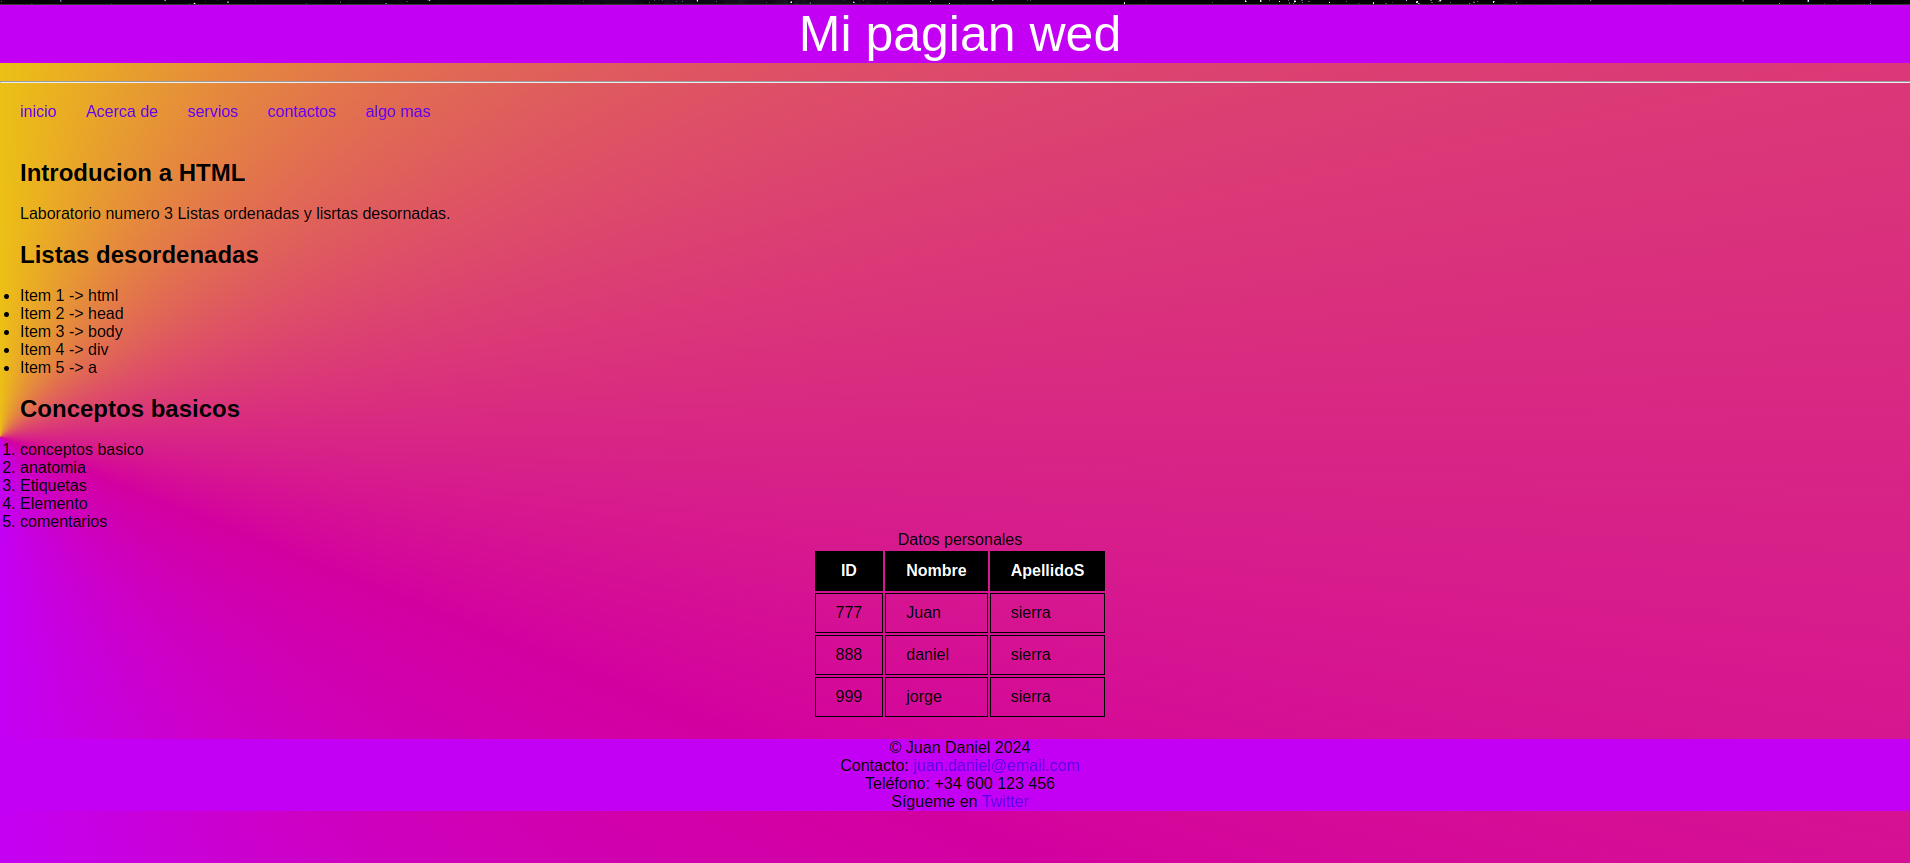 Mi pagian wed
inicio Acerca de servios contactos algo mas
Introducion a HTML
Laboratorio numero 3 Listas ordenadas y lisrtas desornadas.
Listas desordenadas
• Item 1 -> html
• Item 2 -> head
• Item 3 -> body
• Item 4 -> div
• Item 5 -> a
Conceptos basicos
1. conceptos basico
2. anatomia
3. Etiquetas
4. Elemento
5. comentarios
Datos personales
ID Nombre ApellidoS
777 Juan sierra
888 daniel sierra
999 jorge sierra
© Juan Daniel 2024
Contacto: juan.daniel@email.com
Teléfono: +34 600 123 456
Sígueme en Twitter